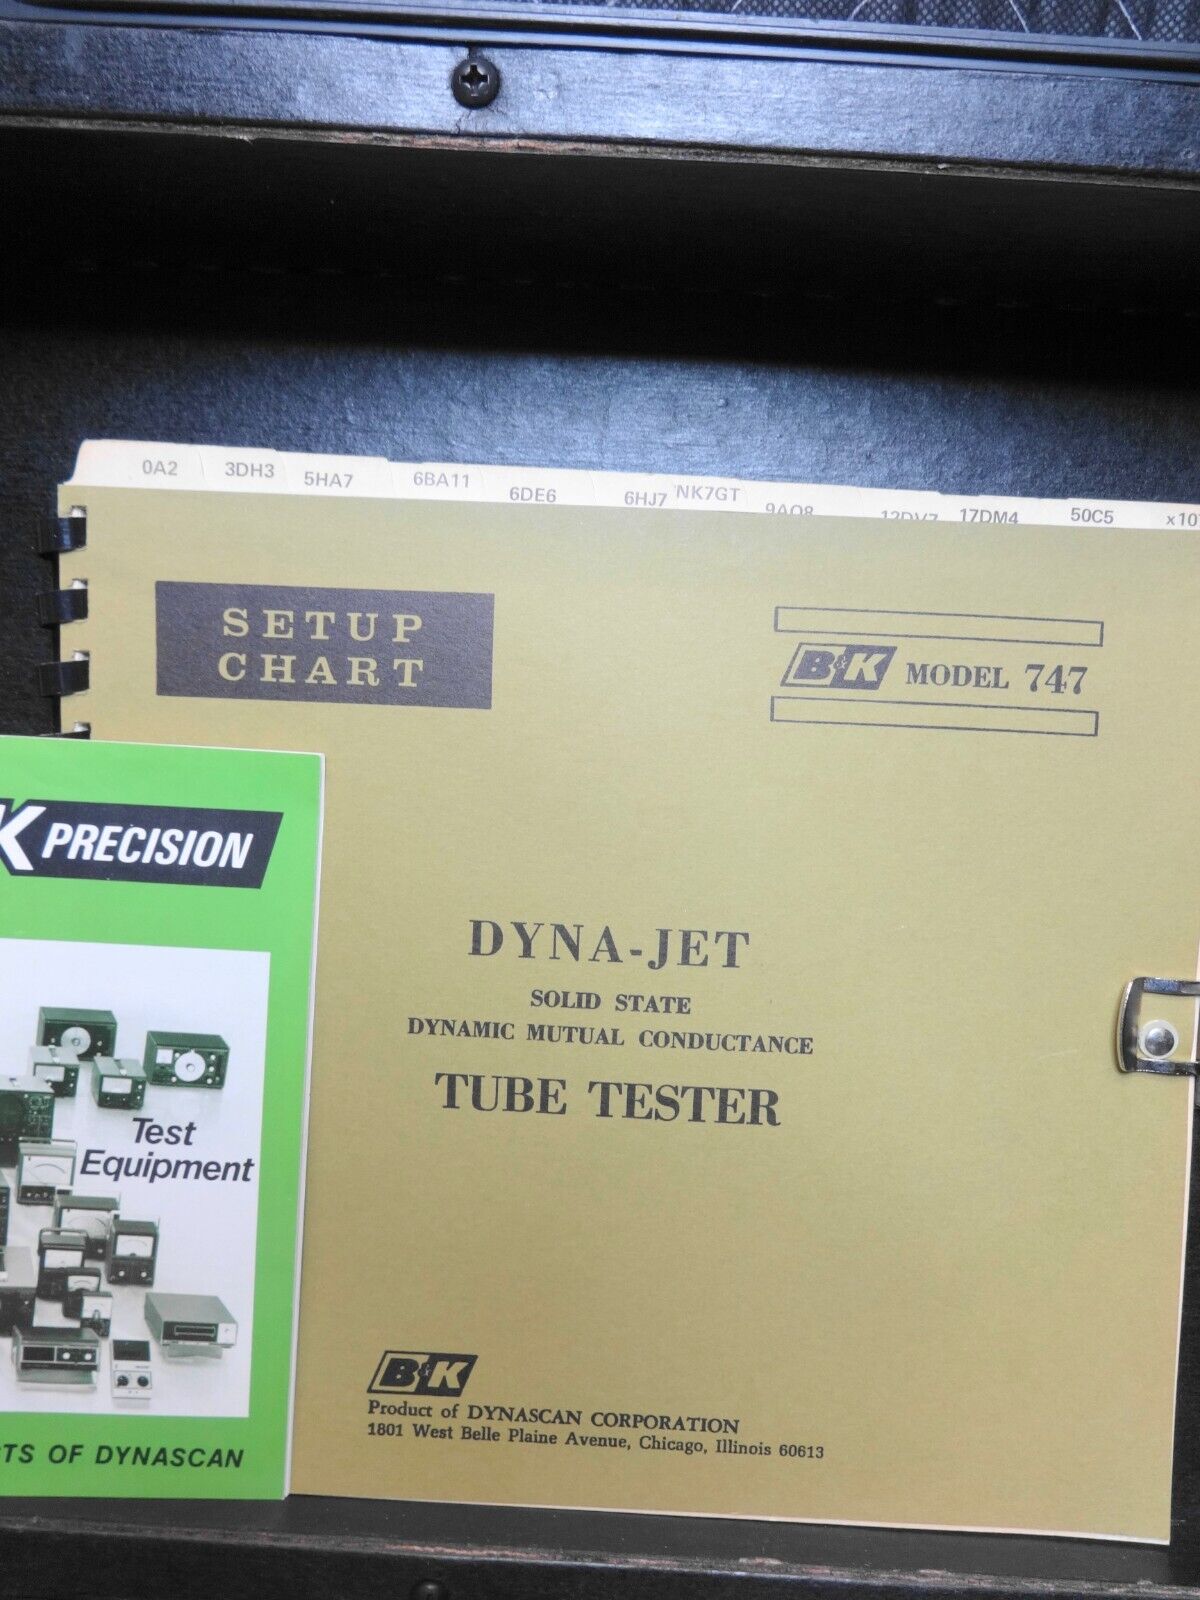 0A2 3DH3 5HA7 6BA11 6DE6 6HJ7 NK7GT 9AQ8 12DV7 17DM4 50C5
SETUP
CHART
B&K MODEL 747
DYNA-JET
SOLID STATE
DYNAMIC MUTUAL CONDUCTANCE
TUBE TESTER
B&K
Product of DYNASCAN CORPORATION
1801 West Belle Plaine Avenue, Chicago, Illinois 60613
K PRECISION
Test
Equipment
OF DYNASCAN